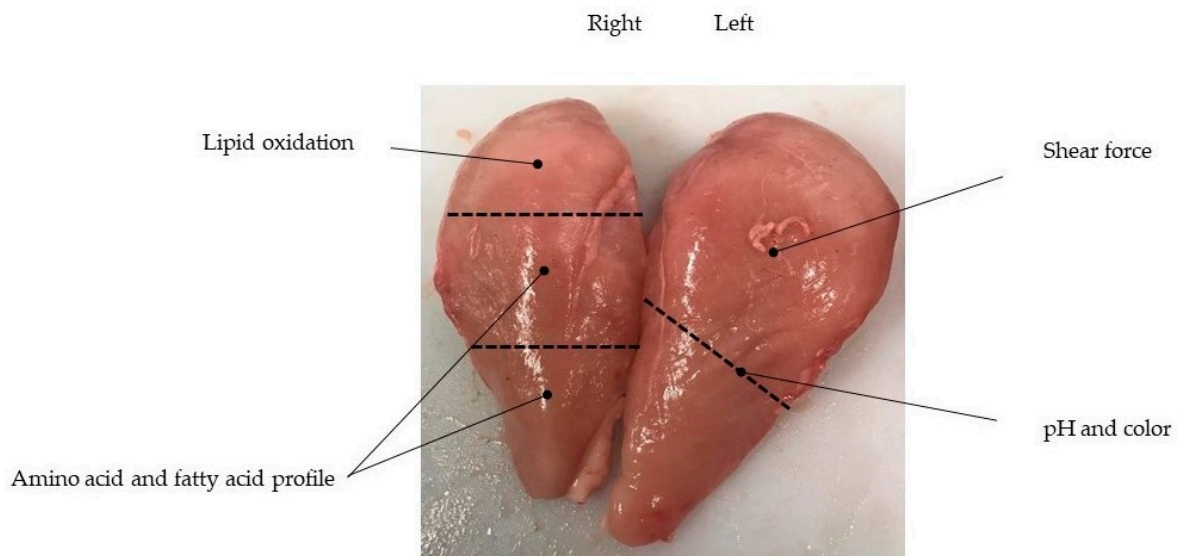 Right Left
Lipid oxidation
Shear force
pH and color
Amino acid and fatty acid profile